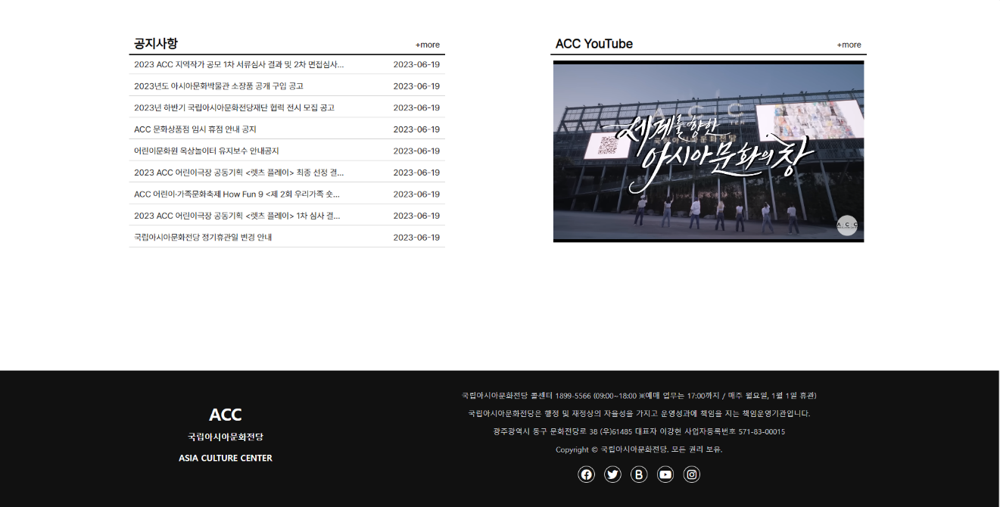 공지사항
+more
2023 ACC 지역작가 공모 1차 서류심사 결과 및 2차 면접심사... 2023-06-19
2023년도 아시아문화박물관 소장품 공개 구입 공고 2023-06-19
2023년 하반기 국립아시아문화전당재단 협력 전시 모집 공고 2023-06-19
ACC 문화상품점 임시 휴점 안내 공지 2023-06-19
어린이문화원 옥상놀이터 유지보수 안내공지 2023-06-19
2023 ACC 어린이극장 공동기획 <렛츠 플레이> 최종 선정 결... 2023-06-19
ACC 어린이·가족문화축제 How Fun 9 <제 2회 우리가족 숏... 2023-06-19
2023 ACC 어린이극장 공동기획 <렛츠 플레이> 1차 심사 결... 2023-06-19
국립아시아문화전당 정기휴관일 변경 안내 2023-06-19
ACC YouTube
+more
A C C
세계를 향한
국립아시아문화전당
아시아문화의 창
A C C
ACC
국립아시아문화전당
ASIA CULTURE CENTER
국립아시아문화전당 콜센터 1899-5566 (09:00~18:00 ※예매 업무는 17:00까지 / 매주 월요일, 1월 1일 휴관)
국립아시아문화전당은 행정 및 재정상의 자율성을 가지고 운영성과에 책임을 지는 책임운영기관입니다.
광주광역시 동구 문화전당로 38 (우)61485 대표자 이강현 사업자등록번호 571-83-00015
Copyright © 국립아시아문화전당. 모든 권리 보유.